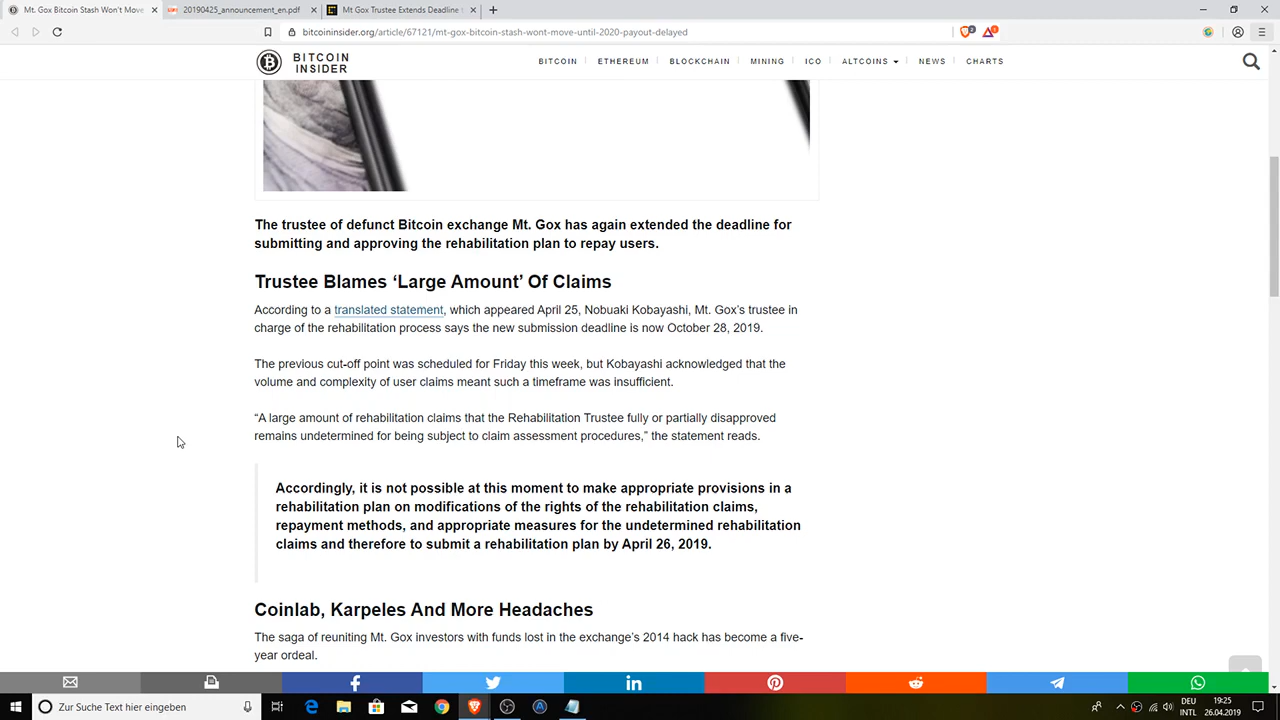 Mt. Gox Bitcoin Stash Won't Move
20190425_announcement_en.pdf
Mt Gox Trustee Extends Deadline t
bitcoininsider.org/article/67121/mt-gox-bitcoin-stash-wont-move-until-2020-payout-delayed
BITCOIN
INSIDER
BITCOIN ETHEREUM BLOCKCHAIN MINING ICO ALTCOINS NEWS CHARTS
The trustee of defunct Bitcoin exchange Mt. Gox has again extended the deadline for
submitting and approving the rehabilitation plan to repay users.
Trustee Blames ‘Large Amount’ Of Claims
According to a translated statement, which appeared April 25, Nobuaki Kobayashi, Mt. Gox’s trustee in
charge of the rehabilitation process says the new submission deadline is now October 28, 2019.
The previous cut-off point was scheduled for Friday this week, but Kobayashi acknowledged that the
volume and complexity of user claims meant such a timeframe was insufficient.
“A large amount of rehabilitation claims that the Rehabilitation Trustee fully or partially disapproved
remains undetermined for being subject to claim assessment procedures,” the statement reads.
Accordingly, it is not possible at this moment to make appropriate provisions in a
rehabilitation plan on modifications of the rights of the rehabilitation claims,
repayment methods, and appropriate measures for the undetermined rehabilitation
claims and therefore to submit a rehabilitation plan by April 26, 2019.
Coinlab, Karpeles And More Headaches
The saga of reuniting Mt. Gox investors with funds lost in the exchange’s 2014 hack has become a five-
year ordeal.
Zur Suche Text hier eingeben
DEU
INTL
19:25
26.04.2019